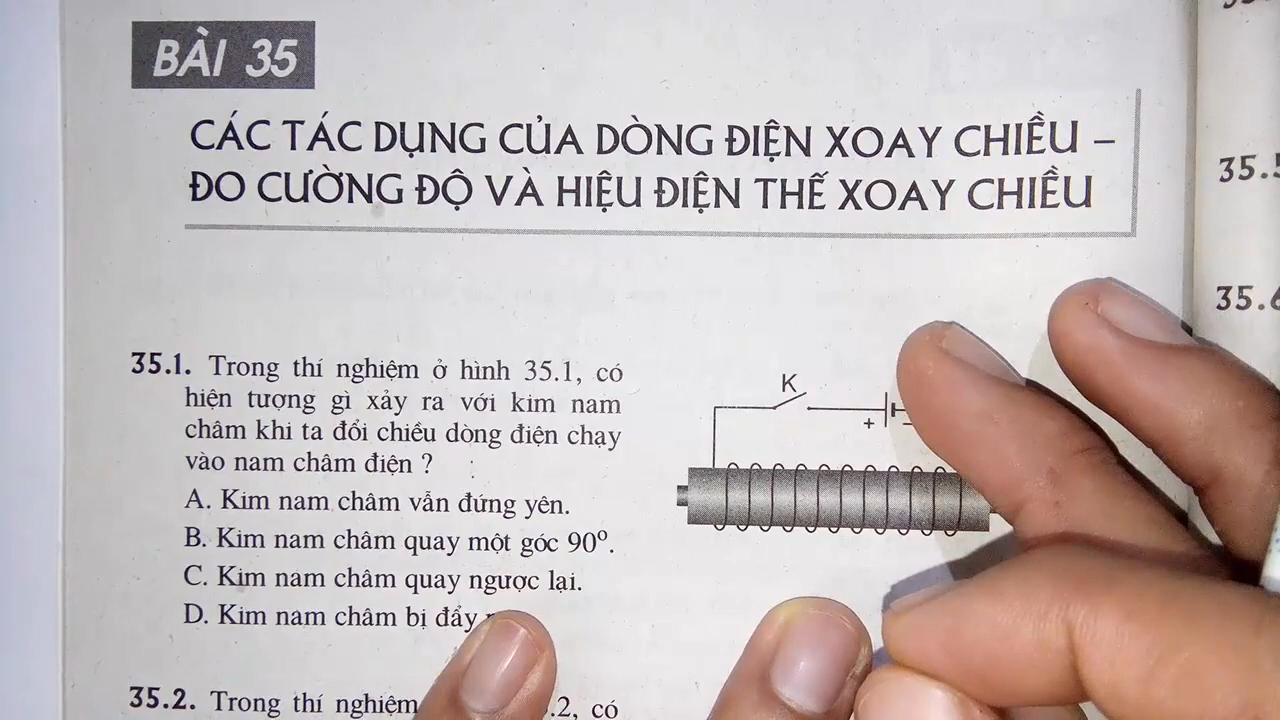 BÀI 35
CÁC TÁC DỤNG CỦA DÒNG ĐIỆN XOAY CHIỀU –
ĐO CƯỜNG ĐỘ VÀ HIỆU ĐIỆN THẾ XOAY CHIỀU
35.1. Trong thí nghiệm ở hình 35.1, có
hiện tượng gì xảy ra với kim nam
châm khi ta đổi chiều dòng điện chạy
vào nam châm điện ?
A. Kim nam châm vẫn đứng yên.
B. Kim nam châm quay một góc 90º.
C. Kim nam châm quay ngược lại.
D. Kim nam châm bị đẩy
K
+ –
35.2. Trong thí nghiệm .2, có
35.
35.